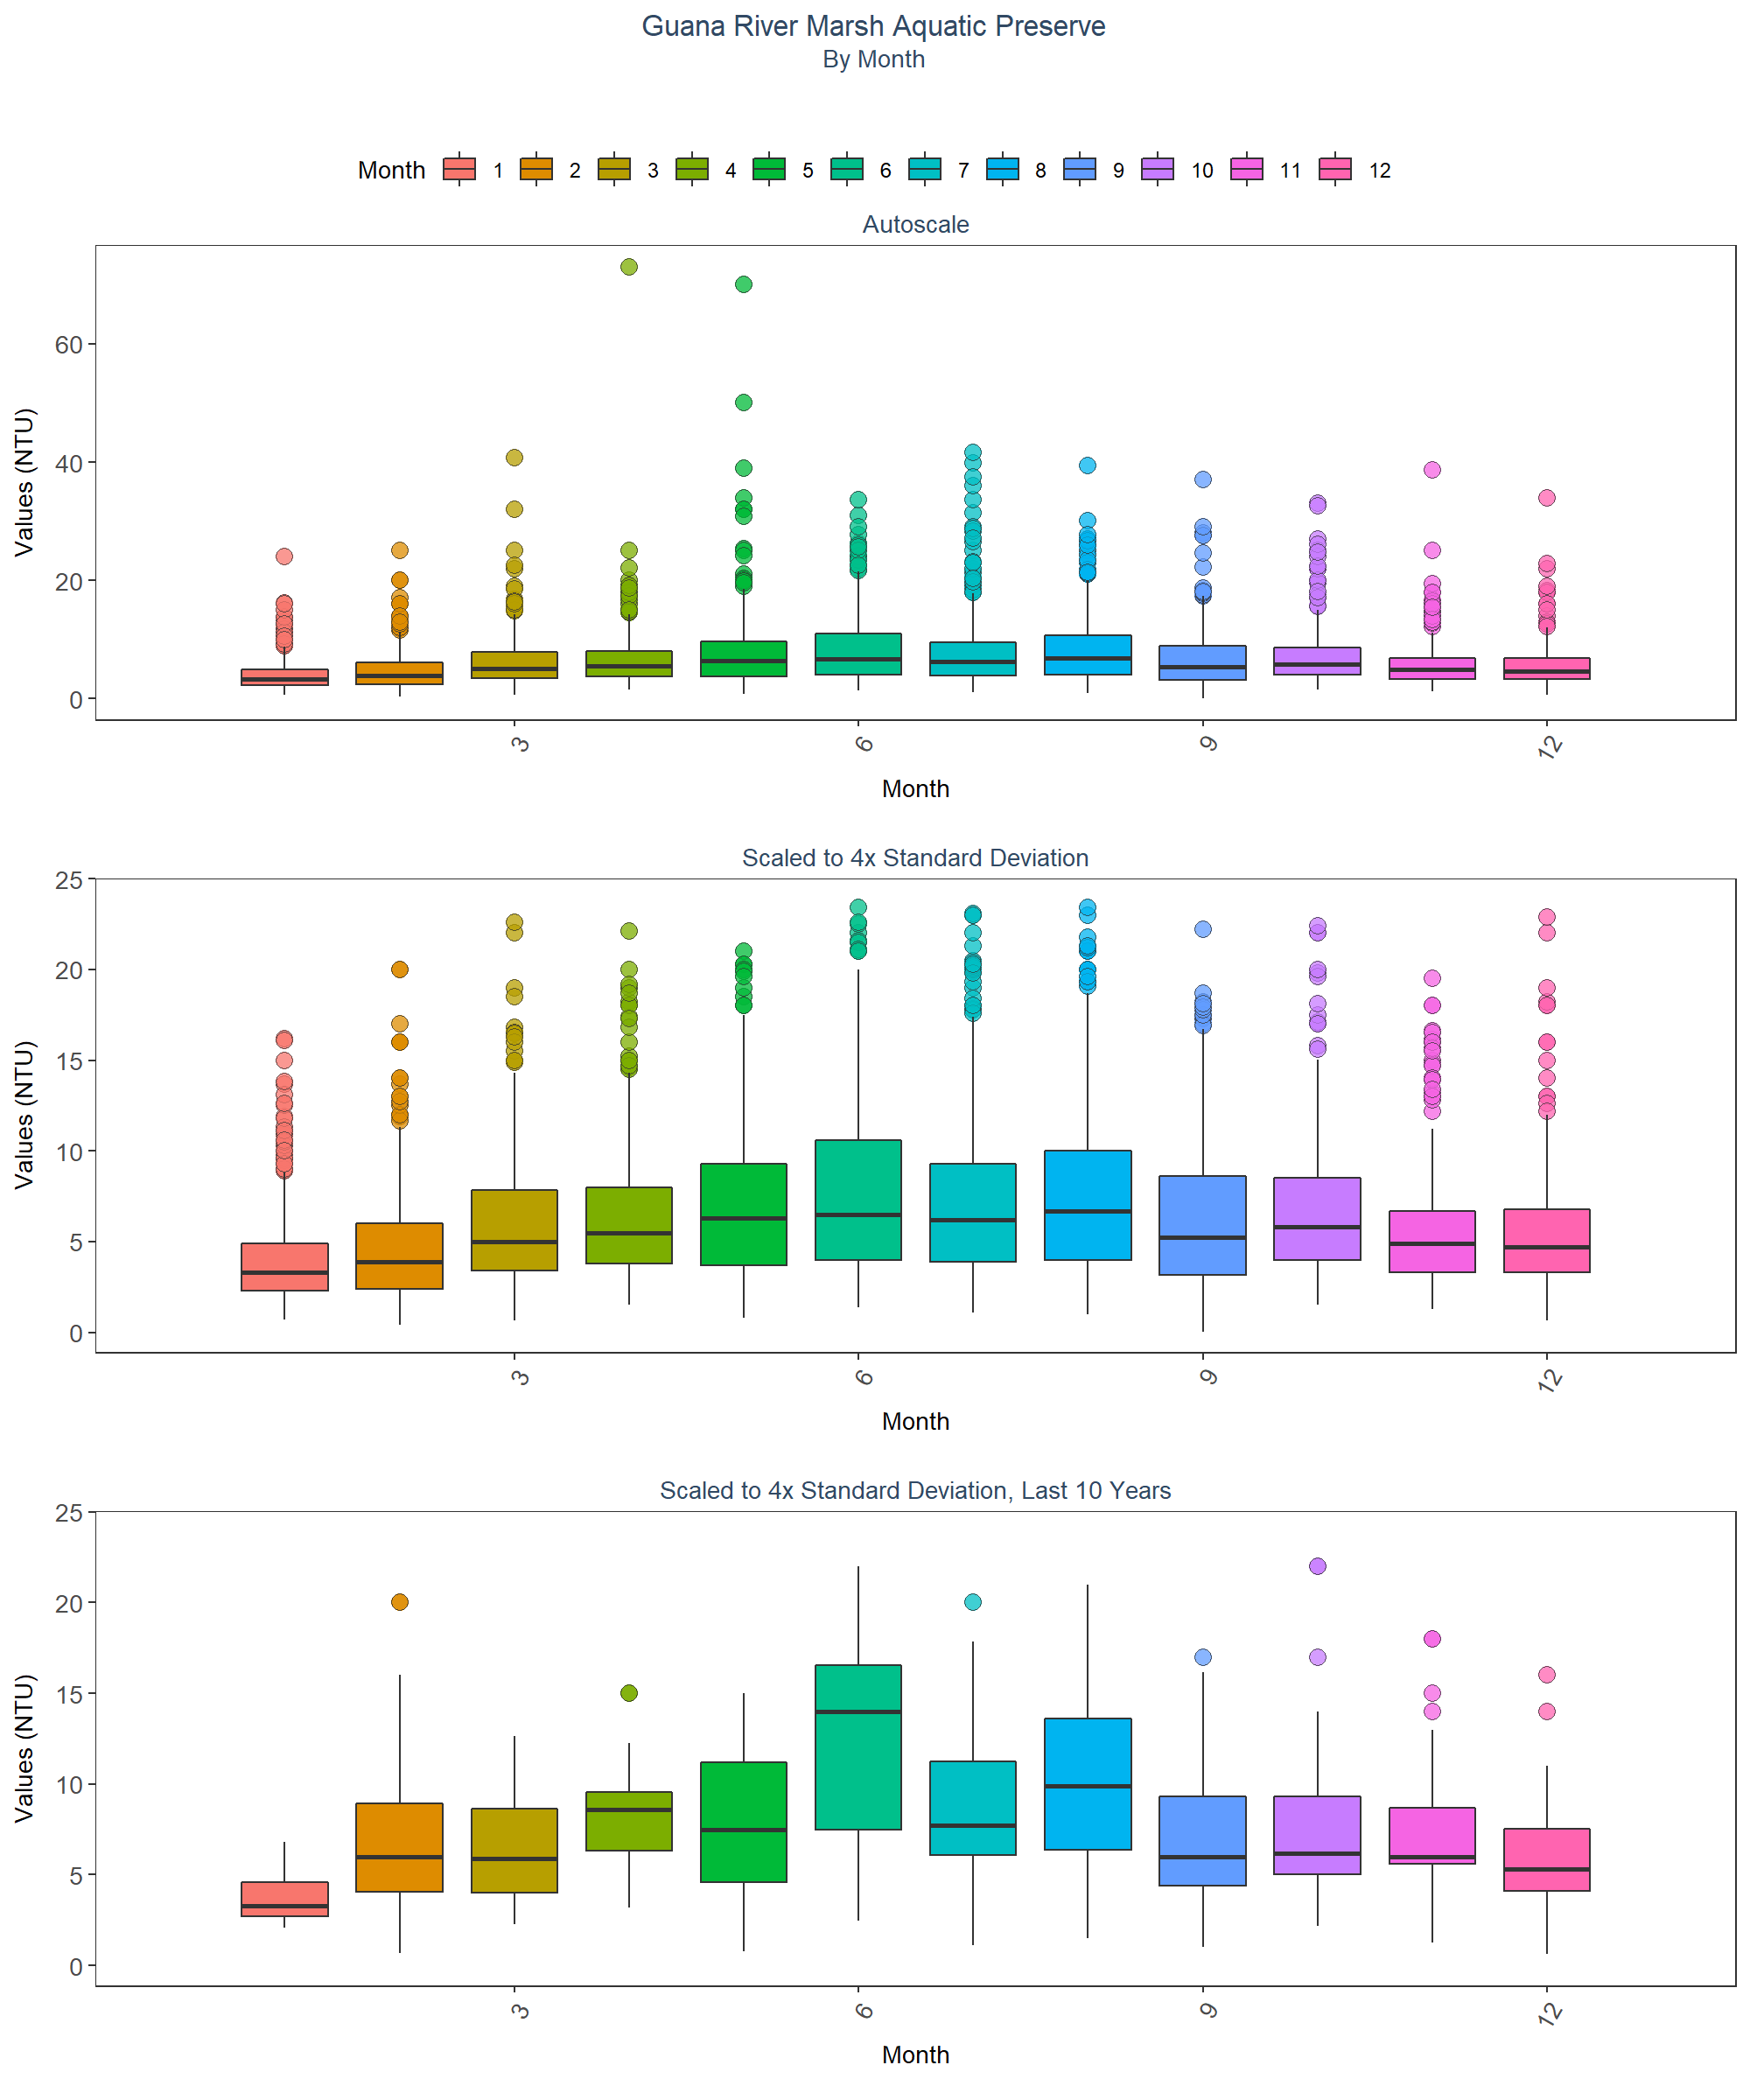 Guana River Marsh Aquatic Preserve
By Month
Month 1 2 3 4 5 6 7 8 9 10 11 12
Autoscale
Values (NTU)
60
40
20
0
3 6 9 12
Month
Scaled to 4x Standard Deviation
Values (NTU)
25
20
15
10
5
0
3 6 9 12
Month
Scaled to 4x Standard Deviation, Last 10 Years
Values (NTU)
25
20
15
10
5
0
3 6 9 12
Month